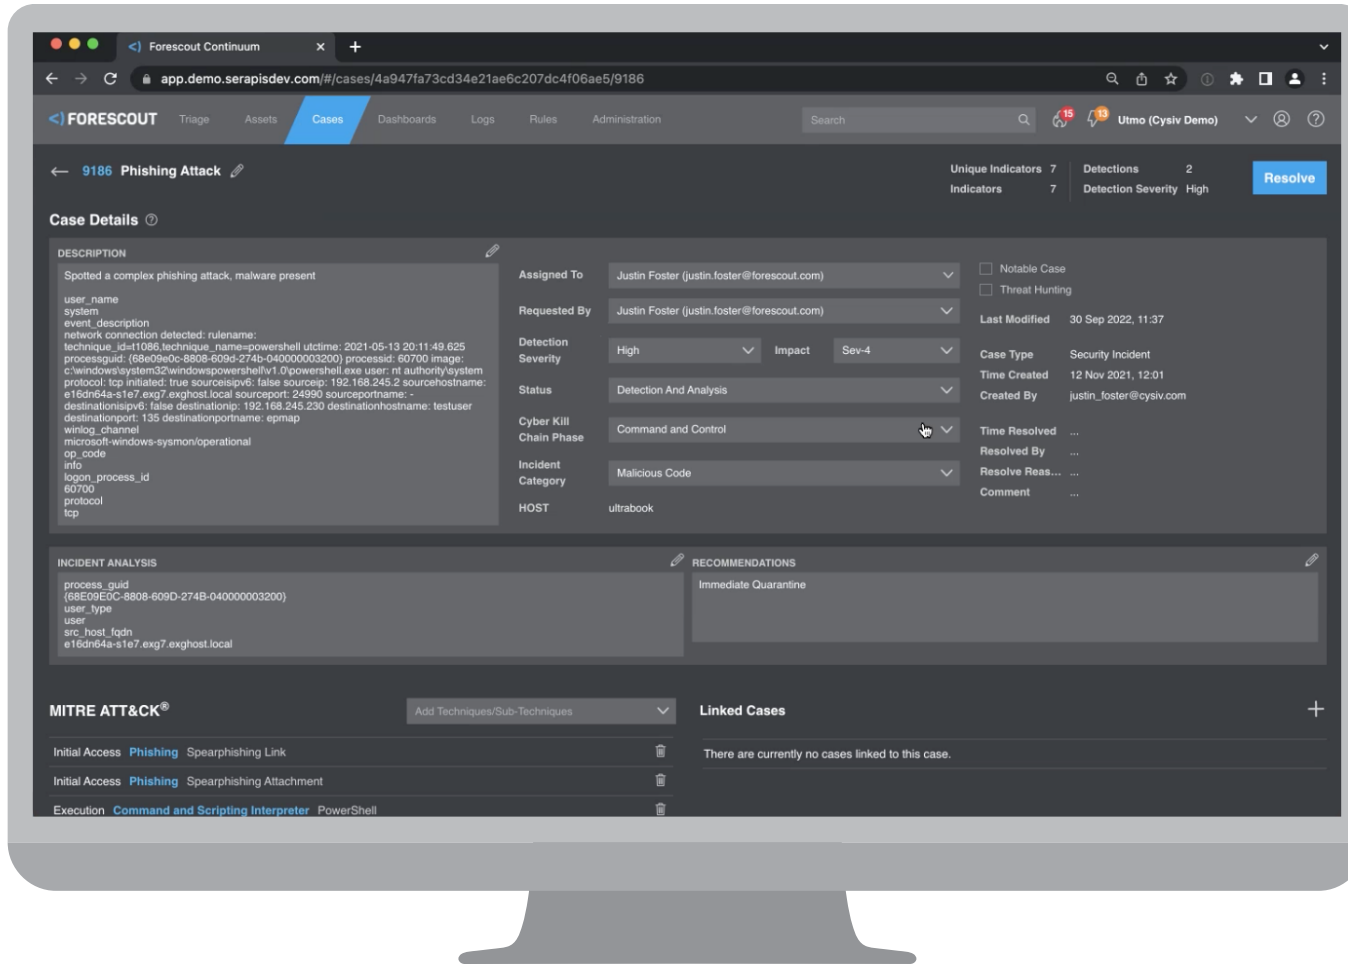 Forescout Continuum
app.demo.serapisdev.com/#/cases/4a947fa73cd34e21ae6c207dc4f06ae5/9186
FORESCOUT Triage Assets Cases Dashboards Logs Rules Administration Search 15 13 Utmo (Cysiv Demo)
9186 Phishing Attack
Unique Indicators 7 Detections 2
Indicators 7 Detection Severity High
Resolve
Case Details
DESCRIPTION
Spotted a complex phishing attack, malware present
user_name
system
event_description
network connection detected: rulename:
technique_id=t1086,technique_name=powershell utctime: 2021-05-13 20:11:49.625
processguid: {68e09e0c-8808-609d-274b-040000003200} processid: 60700 image:
c:\windows\system32\windowspowershell\v1.0\powershell.exe user: nt authority\system
protocol: tcp initiated: true sourceisipv6: false sourceip: 192.168.245.2 sourcehostname:
e16dn64a-s1e7.exg7.exghost.local sourceport: 24990 sourceportname: -
destinationisipv6: false destinationip: 192.168.245.230 destinationhostname: testuser
destinationport: 135 destinationportname: epmap
winlog_channel
microsoft-windows-sysmon/operational
op_code
info
logon_process_id
60700
protocol
tcp
Assigned To Justin Foster (justin.foster@forescout.com)
Requested By Justin Foster (justin.foster@forescout.com)
Detection Severity High Impact Sev-4
Status Detection And Analysis
Cyber Kill Chain Phase Command and Control
Incident Category Malicious Code
HOST ultrabook
Notable Case
Threat Hunting
Last Modified 30 Sep 2022, 11:37
Case Type Security Incident
Time Created 12 Nov 2021, 12:01
Created By justin_foster@cysiv.com
Time Resolved ...
Resolved By ...
Resolve Reas... ...
Comment ...
INCIDENT ANALYSIS
process_guid
{68E09E0C-8808-609D-274B-040000003200}
user_type
user
src_host_fqdn
e16dn64a-s1e7.exg7.exghost.local
RECOMMENDATIONS
Immediate Quarantine
MITRE ATT&CK®
Add Techniques/Sub-Techniques
Initial Access Phishing Spearphishing Link
Initial Access Phishing Spearphishing Attachment
Execution Command and Scripting Interpreter PowerShell
Linked Cases
There are currently no cases linked to this case.